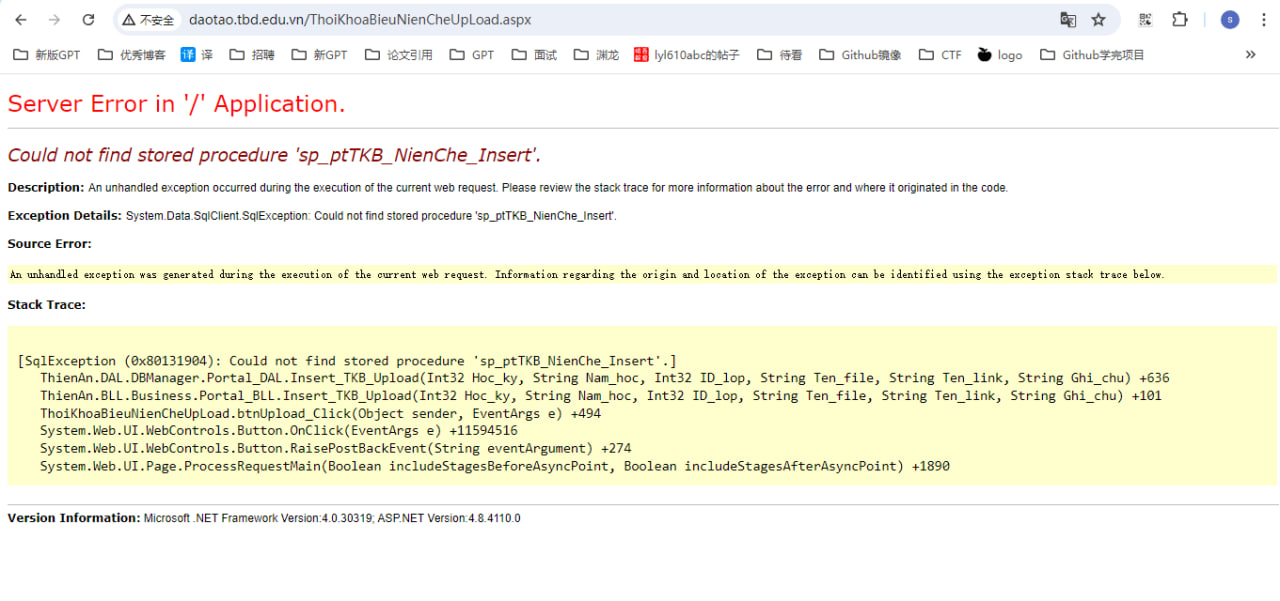 不安全 daotao.tbd.edu.vn/ThoiKhoaBieuNienCheUpLoad.aspx S
新版GPT 优秀博客 译 译 招聘 新GPT 论文引用 GPT 面试 渊龙 lyl610abc的帖子 待看 Github镜像 CTF logo Github学完项目 »
Server Error in '/' Application.
Could not find stored procedure 'sp_ptTKB_NienChe_Insert'.
Description: An unhandled exception occurred during the execution of the current web request. Please review the stack trace for more information about the error and where it originated in the code.
Exception Details: System.Data.SqlClient.SqlException: Could not find stored procedure 'sp_ptTKB_NienChe_Insert'.
Source Error:
An unhandled exception was generated during the execution of the current web request. Information regarding the origin and location of the exception can be identified using the exception stack trace below.
Stack Trace:
[SqlException (0x80131904): Could not find stored procedure 'sp_ptTKB_NienChe_Insert'.]
ThienAn.DAL.DBManager.Portal_DAL.Insert_TKB_Upload(Int32 Hoc_ky, String Nam_hoc, Int32 ID_lop, String Ten_file, String Ten_link, String Ghi_chu) +636
ThienAn.BLL.Business.Portal_BLL.Insert_TKB_Upload(Int32 Hoc_ky, String Nam_hoc, Int32 ID_lop, String Ten_file, String Ten_link, String Ghi_chu) +101
ThoiKhoaBieuNienCheUpLoad.btnUpload_Click(Object sender, EventArgs e) +494
System.Web.UI.WebControls.Button.OnClick(EventArgs e) +11594516
System.Web.UI.WebControls.Button.RaisePostBackEvent(String eventArgument) +274
System.Web.UI.Page.ProcessRequestMain(Boolean includeStagesBeforeAsyncPoint, Boolean includeStagesAfterAsyncPoint) +1890
Version Information: Microsoft .NET Framework Version:4.0.30319; ASP.NET Version:4.8.4110.0